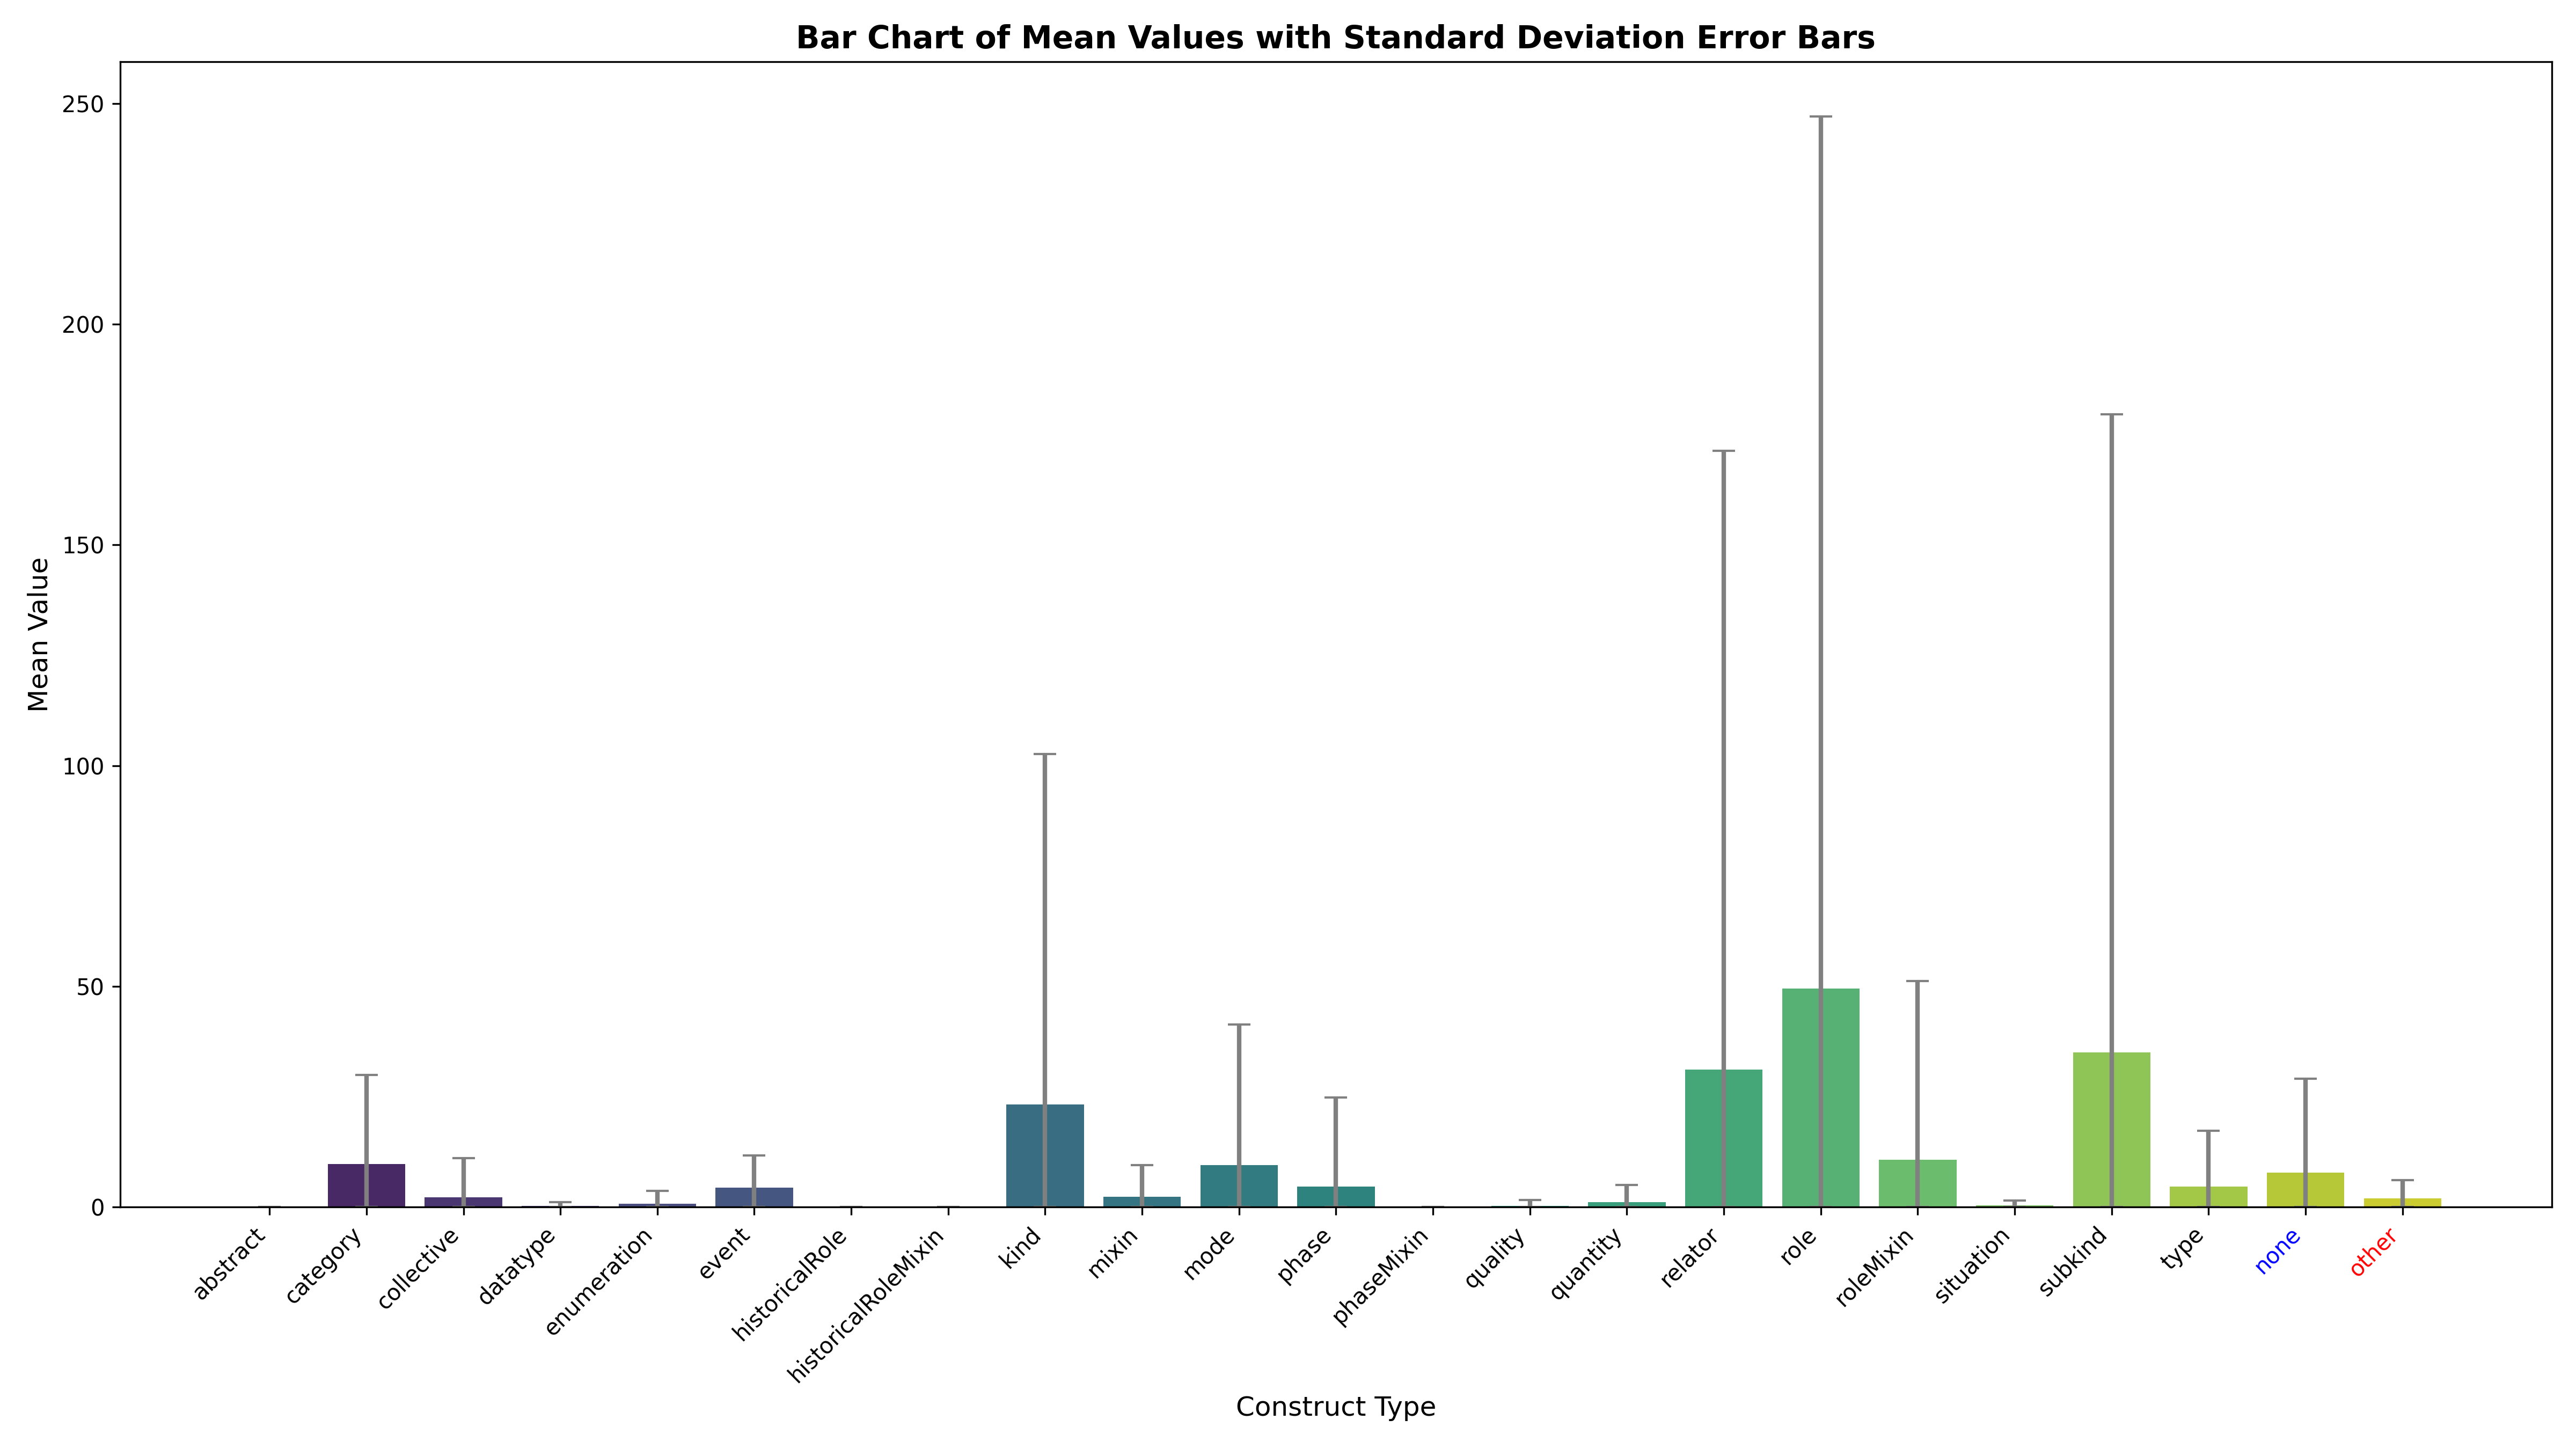 Bar Chart of Mean Values with Standard Deviation Error Bars
Mean Value
250
200
150
100
50
0
abstract
category
collective
datatype
enumeration
event
historicalRole
historicalRoleMixin
kind
mixin
mode
phase
phaseMixin
quality
quantity
relator
role
roleMixin
situation
subkind
type
none
other
Construct Type